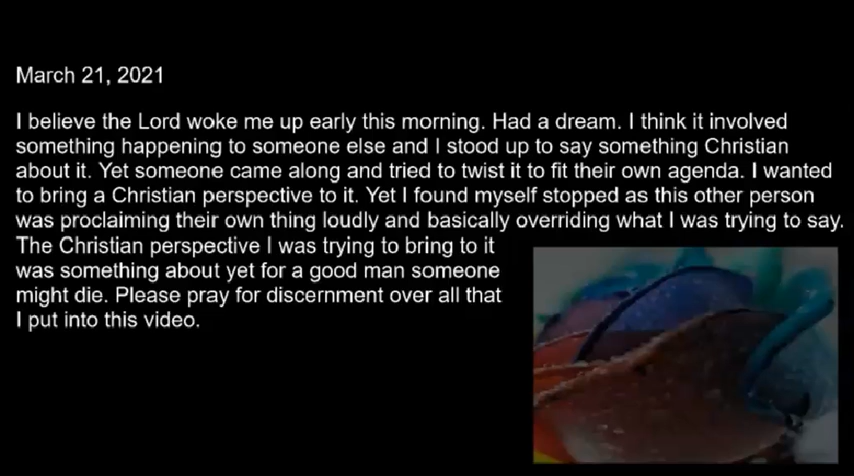 March 21, 2021
I believe the Lord woke me up early this morning. Had a dream. I think it involved
something happening to someone else and I stood up to say something Christian
about it. Yet someone came along and tried to twist it to fit their own agenda. I wanted
to bring a Christian perspective to it. Yet I found myself stopped as this other person
was proclaiming their own thing loudly and basically overriding what I was trying to say.
The Christian perspective I was trying to bring to it
was something about yet for a good man someone
might die. Please pray for discernment over all that
I put into this video.